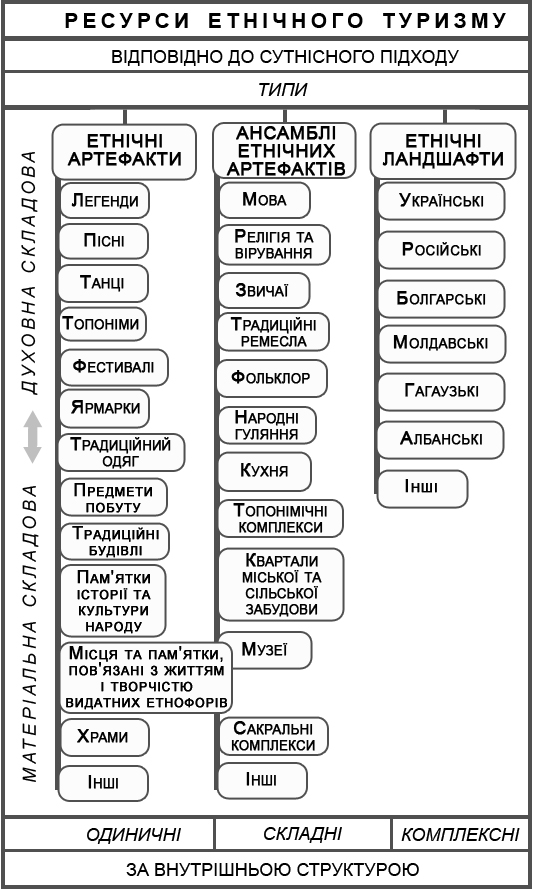 РЕСУРСИ ЕТНІЧНОГО ТУРИЗМУ
ВІДПОВІДНО ДО СУТНІСНОГО ПІДХОДУ
ТИПИ
ДУХОВНА СКЛАДОВА
МАТЕРІАЛЬНА СКЛАДОВА
ЕТНІЧНІ
АРТЕФАКТИ
ЛЕГЕНДИ
ПІСНІ
ТАНЦІ
ТОПОНІМИ
ФЕСТИВАЛІ
ЯРМАРКИ
ТРАДИЦІЙНИЙ
ОДЯГ
ПРЕДМЕТИ
ПОБУТУ
ТРАДИЦІЙНІ
БУДІВЛІ
ПАМ'ЯТКИ
ІСТОРІЇ ТА
КУЛЬТУРИ
НАРОДУ
МІСЦЯ ТА ПАМ'ЯТКИ,
ПОВ'ЯЗАНІ З ЖИТТЯМ
І ТВОРЧІСТЮ
ВИДАТНИХ ЕТНОФОРІВ
ХРАМИ
ІНШІ
АНСАМБЛІ
ЕТНІЧНИХ
АРТЕФАКТІВ
МОВА
РЕЛІГІЯ ТА
ВІРУВАННЯ
ЗВИЧАЇ
ТРАДИЦІЙНІ
РЕМЕСЛА
ФОЛЬКЛОР
НАРОДНІ
ГУЛЯННЯ
КУХНЯ
ТОПОНІМІЧНІ
КОМПЛЕКСИ
КВАРТАЛИ
МІСЬКОЇ ТА
СІЛЬСЬКОЇ
ЗАБУДОВИ
МУЗЕЇ
САКРАЛЬНІ
КОМПЛЕКСИ
ІНШІ
ЕТНІЧНІ
ЛАНДШАФТИ
УКРАЇНСЬКІ
РОСІЙСЬКІ
БОЛГАРСЬКІ
МОЛДАВСЬКІ
ГАГАУЗЬКІ
АЛБАНСЬКІ
ІНШІ
ОДИНИЧНІ
СКЛАДНІ
КОМПЛЕКСНІ
ЗА ВНУТРІШНЬОЮ СТРУКТУРОЮ